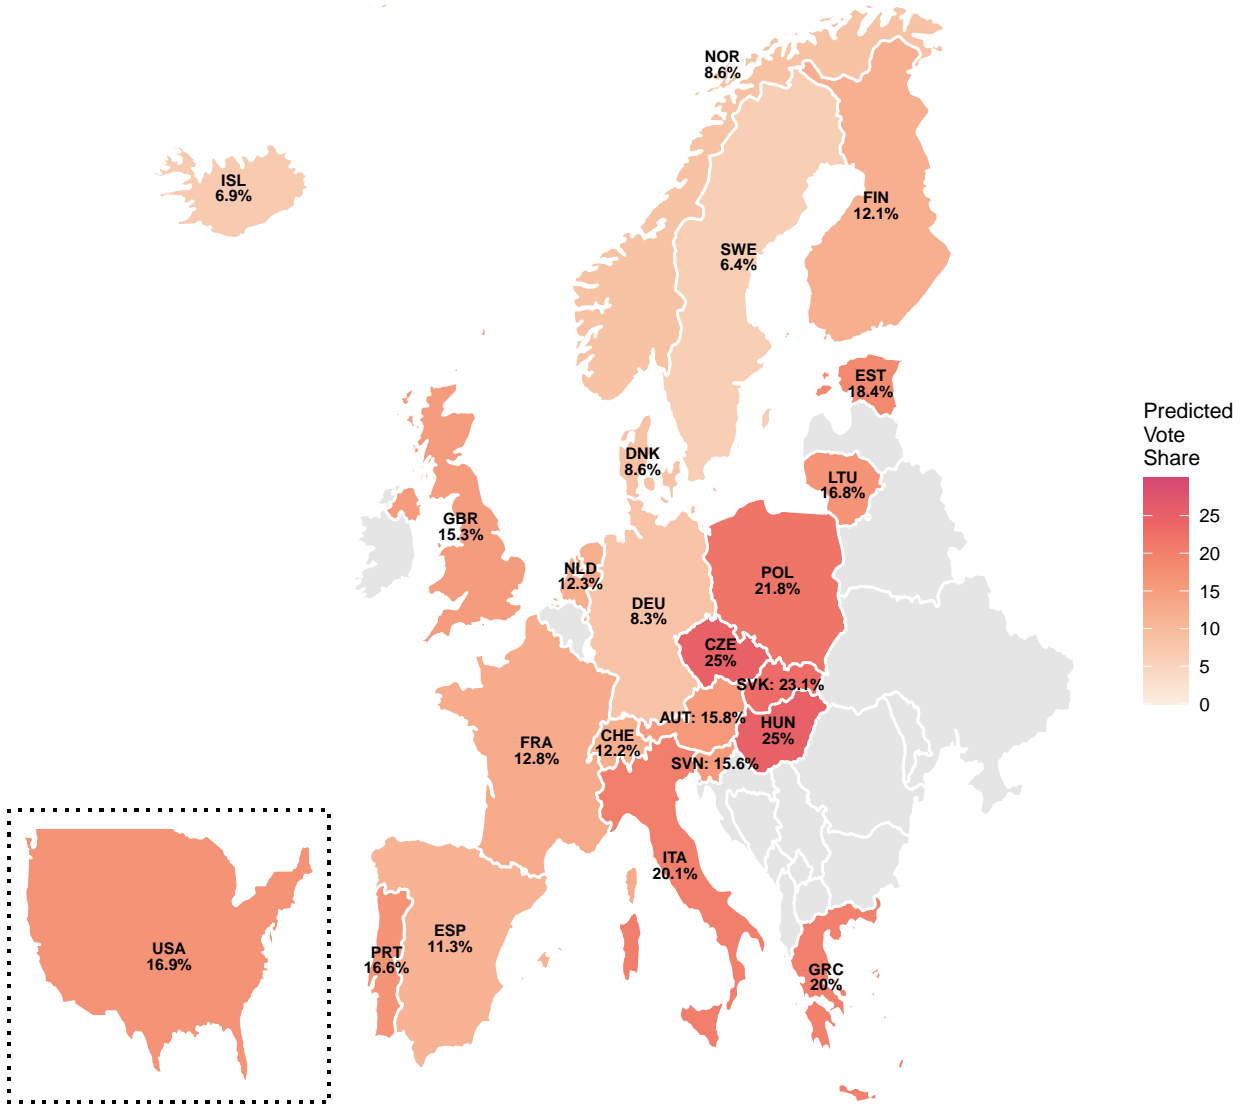 NOR
8.6%
ISL
6.9%
FIN
12.1%
SWE
6.4%
EST
18.4%
DNK
8.6%
LTU
16.8%
GBR
15.3%
NLD
12.3%
POL
21.8%
DEU
8.3%
CZE
25%
SVK: 23.1%
AUT: 15.8%
HUN
25%
CHE
12.2%
FRA
12.8%
SVN: 15.6%
ITA
20.1%
ESP
11.3%
PRT
16.6%
GRC
20%
USA
16.9%
Predicted
Vote
Share
25
20
15
10
5
0